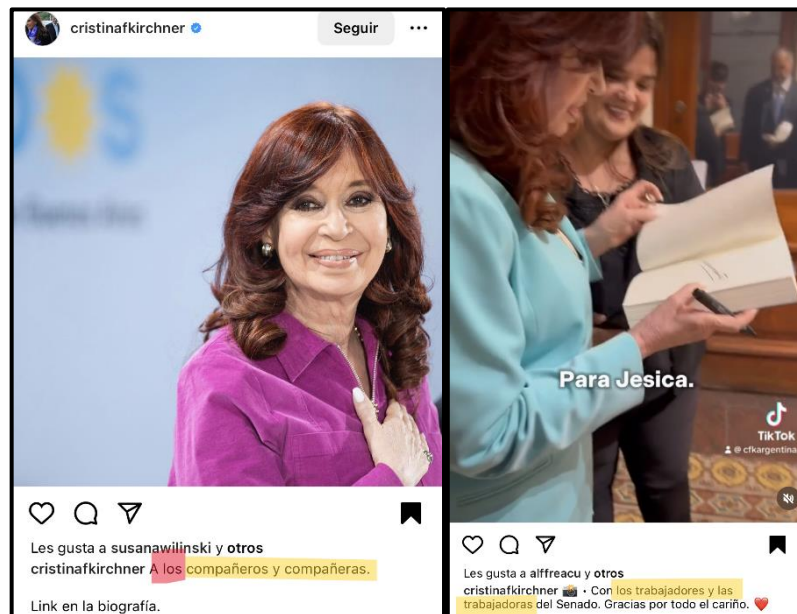 cristinafkirchner
Seguir
OS
Les gusta a susanawilinski y otros
cristinafkirchner A los compañeros y compañeras.
Link en la biografía.
Para Jesica.
TikTok
@cfkargentina
Les gusta a alffreacu y otros
cristinafkirchner 📸 • Con los trabajadores y las
trabajadoras del Senado. Gracias por todo el cariño. ❤️